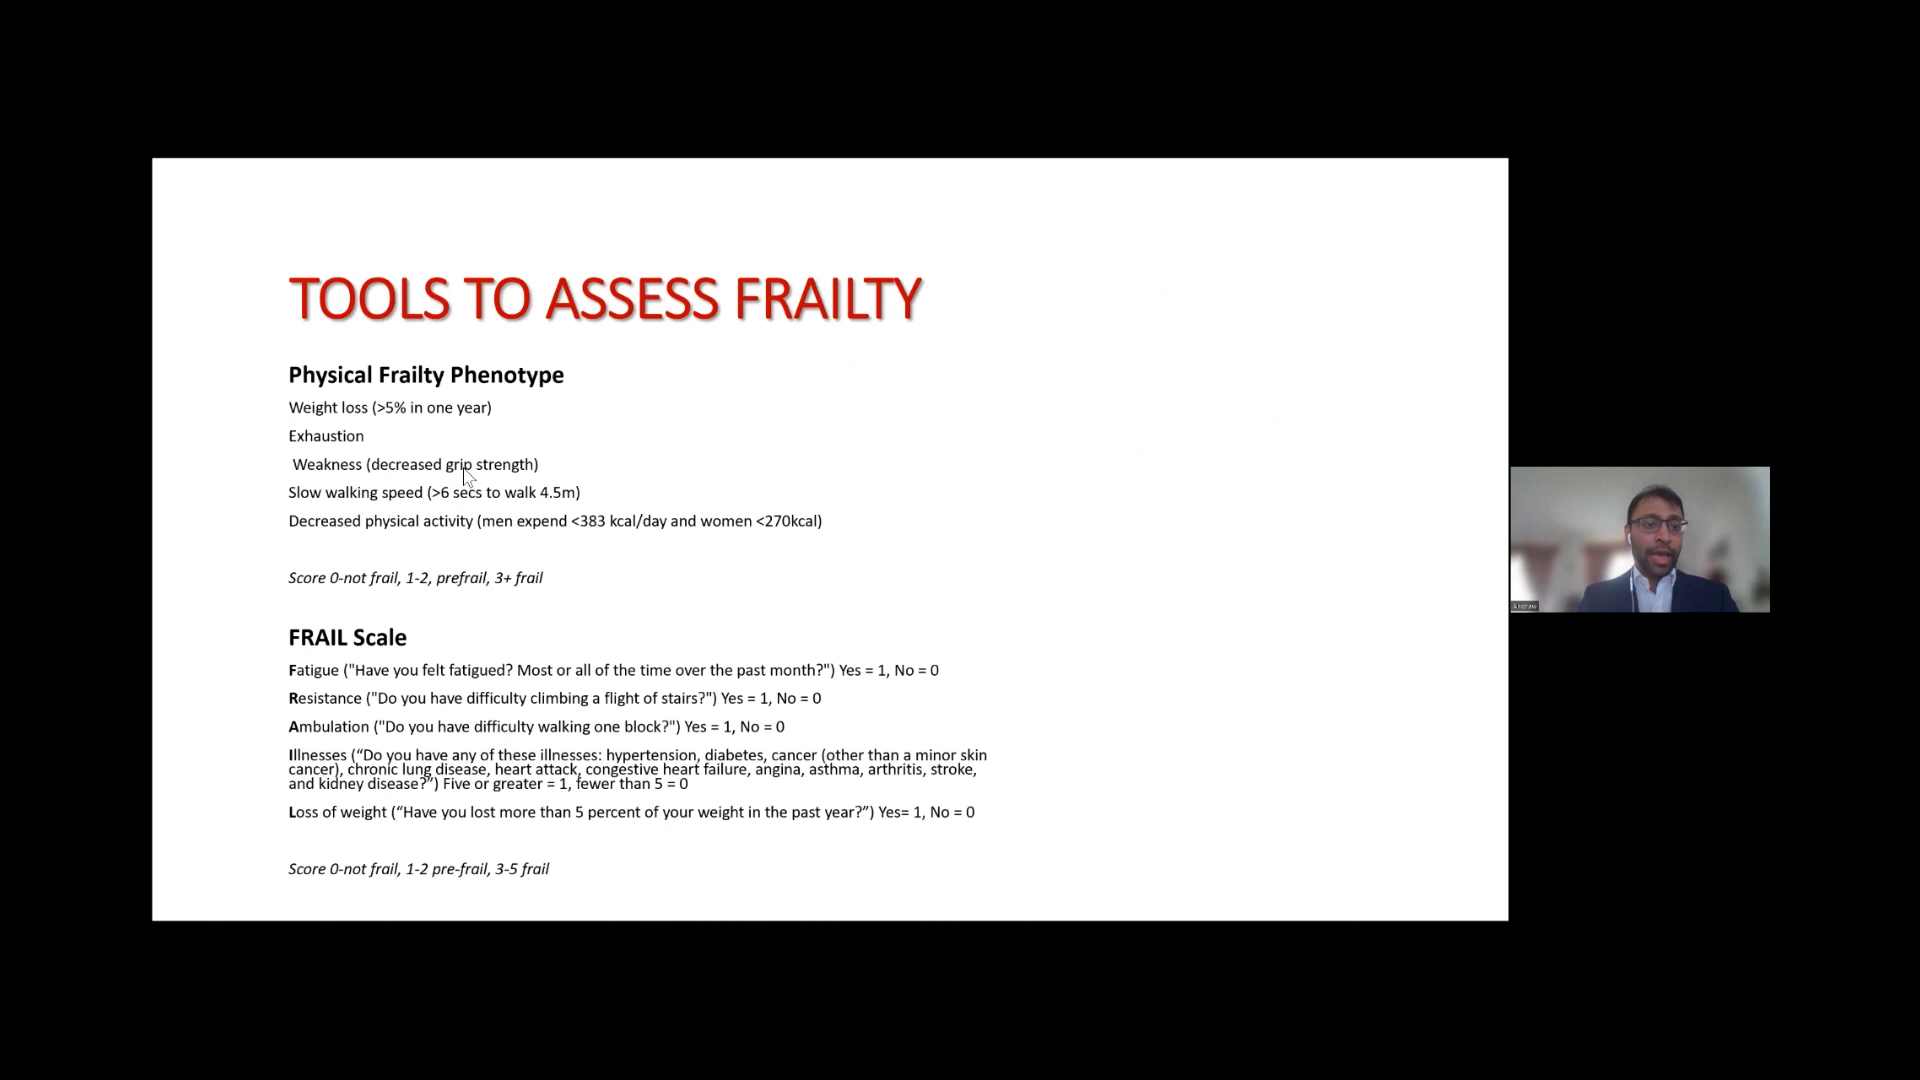 TOOLS TO ASSESS FRAILTY
Physical Frailty Phenotype
Weight loss (>5% in one year)
Exhaustion
Weakness (decreased grip strength)
Slow walking speed (>6 secs to walk 4.5m)
Decreased physical activity (men expend <383 kcal/day and women <270kcal)
Score 0-not frail, 1-2, prefrail, 3+ frail
FRAIL Scale
Fatigue ("Have you felt fatigued? Most or all of the time over the past month?") Yes = 1, No = 0
Resistance ("Do you have difficulty climbing a flight of stairs?") Yes = 1, No = 0
Ambulation ("Do you have difficulty walking one block?") Yes = 1, No = 0
Illnesses (“Do you have any of these illnesses: hypertension, diabetes, cancer (other than a minor skin
cancer), chronic lung disease, heart attack, congestive heart failure, angina, asthma, arthritis, stroke,
and kidney disease?”) Five or greater = 1, fewer than 5 = 0
Loss of weight (“Have you lost more than 5 percent of your weight in the past year?”) Yes= 1, No = 0
Score 0-not frail, 1-2 pre-frail, 3-5 frail
Andrew